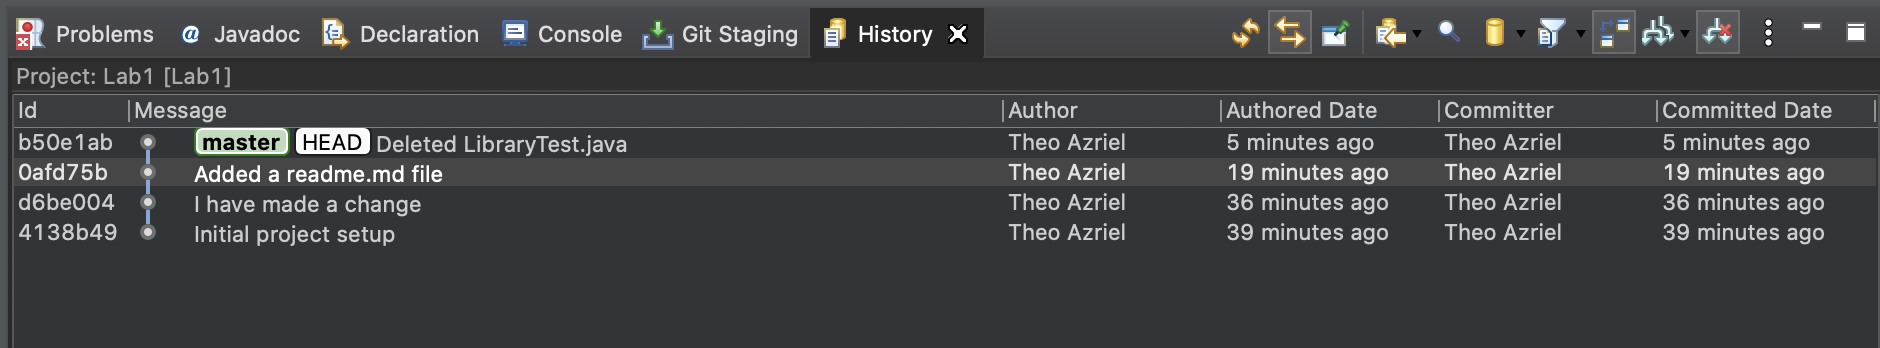 Problems @ Javadoc Declaration Console Git Staging History
Project: Lab1 [Lab1]
Id Message Author Authored Date Committer Committed Date
b50e1ab master HEAD Deleted LibraryTest.java Theo Azriel 5 minutes ago Theo Azriel 5 minutes ago
0afd75b Added a readme.md file Theo Azriel 19 minutes ago Theo Azriel 19 minutes ago
d6be004 I have made a change Theo Azriel 36 minutes ago Theo Azriel 36 minutes ago
4138b49 Initial project setup Theo Azriel 39 minutes ago Theo Azriel 39 minutes ago